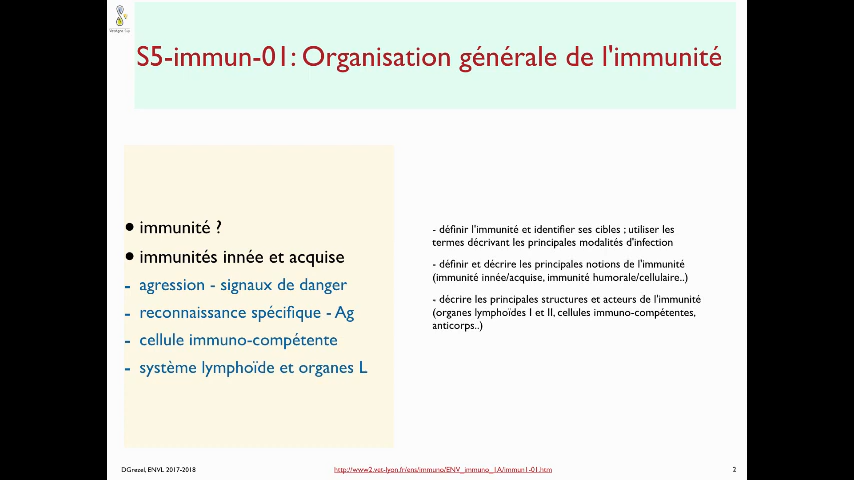 S5-immun-01: Organisation générale de l'immunité
• immunité ?
• immunités innée et acquise
- agression - signaux de danger
- reconnaissance spécifique - Ag
- cellule immuno-compétente
- système lymphoïde et organes L
- définir l'immunité et identifier ses cibles ; utiliser les
termes décrivant les principales modalités d'infection
- définir et décrire les principales notions de l'immunité
(immunité innée/acquise, immunité humorale/cellulaire..)
- décrire les principales structures et acteurs de l'immunité
(organes lymphoïdes I et II, cellules immuno-compétentes,
anticorps..)
DGrezel, ENVL 2017-2018
http://www2.vet-lyon.fr/ens/immuno/ENV_immuno_1A/Immun1-01.htm
2